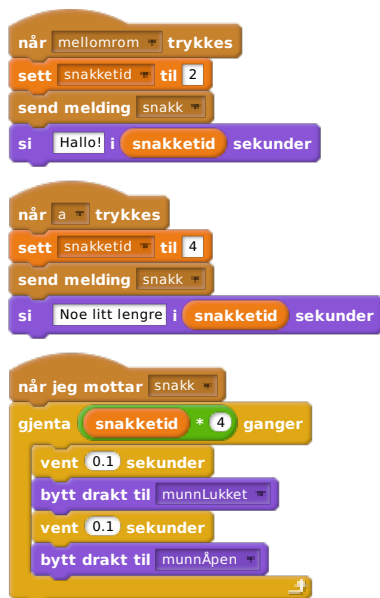 når mellomrom trykkes
sett snakketid til 2
send melding snakk
si Hallo! i snakketid sekunder
når a trykkes
sett snakketid til 4
send melding snakk
si Noe litt lengre i snakketid sekunder
når jeg mottar snakk
gjenta snakketid * 4 ganger
vent 0.1 sekunder
bytt drakt til munnLukket
vent 0.1 sekunder
bytt drakt til munnÅpen